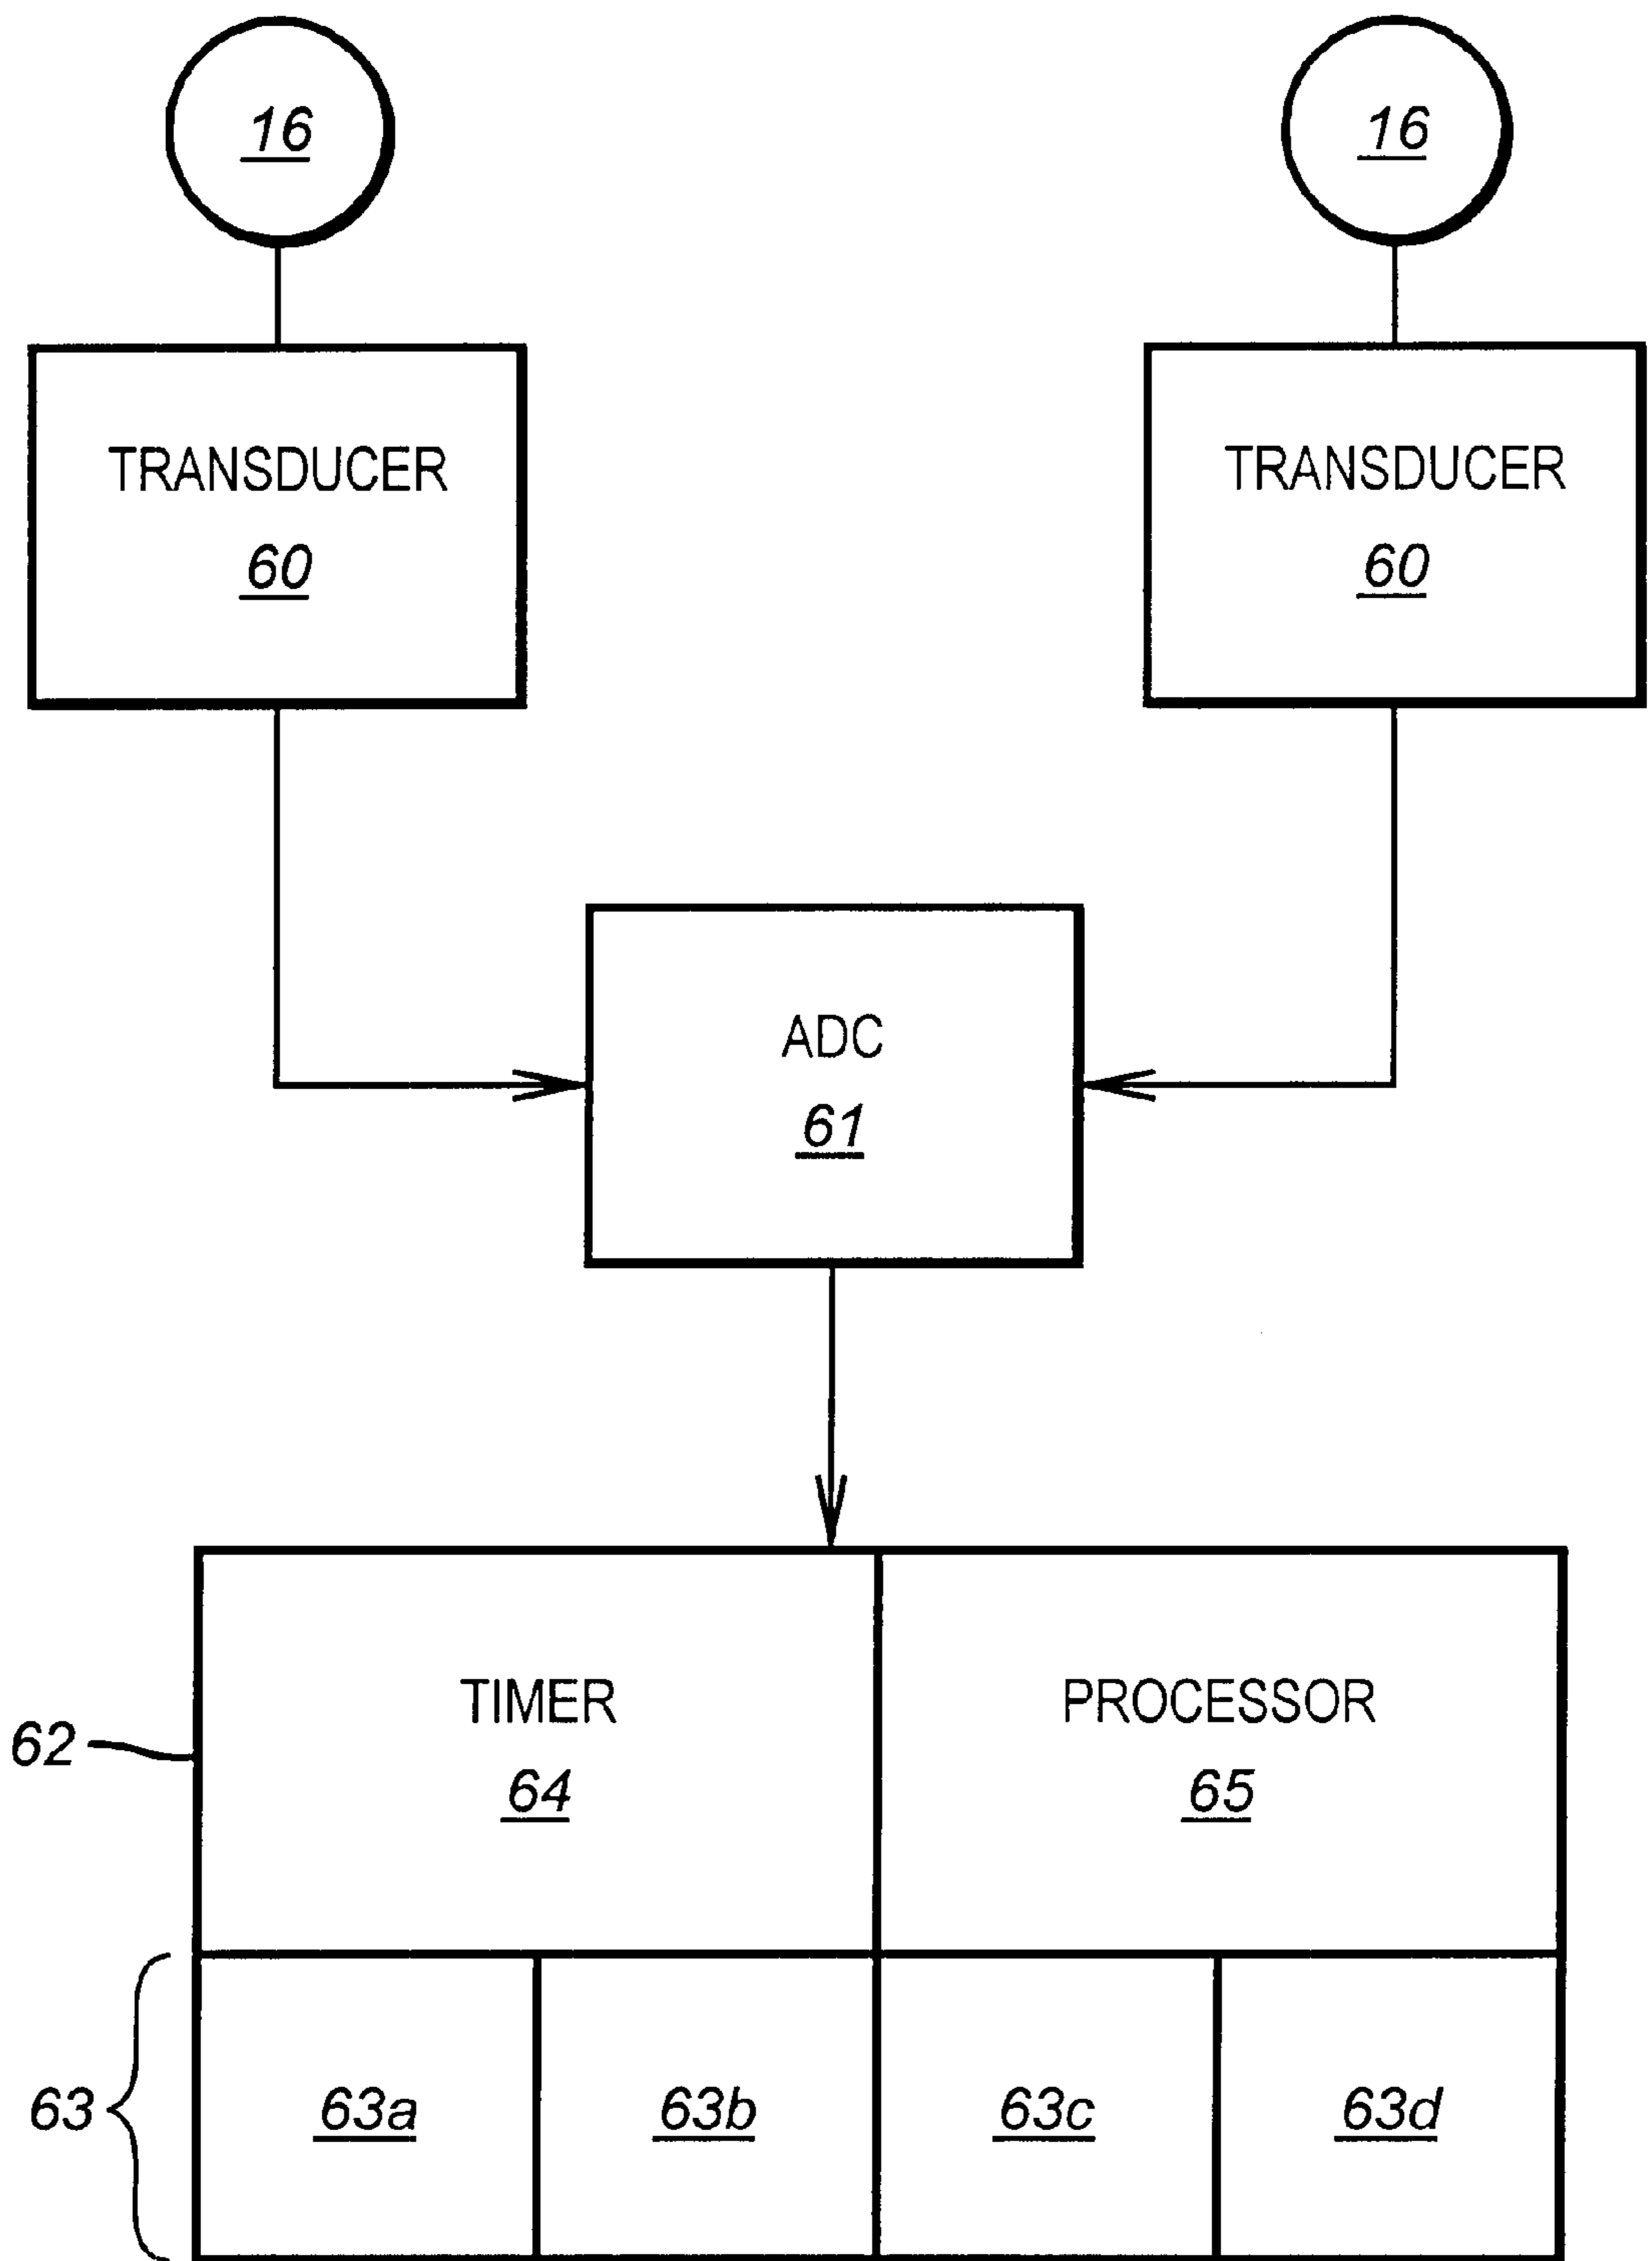 16
16
TRANSDUCER
60
TRANSDUCER
60
ADC
61
TIMER
64
PROCESSOR
65
62
63
63a
63b
63c
63d